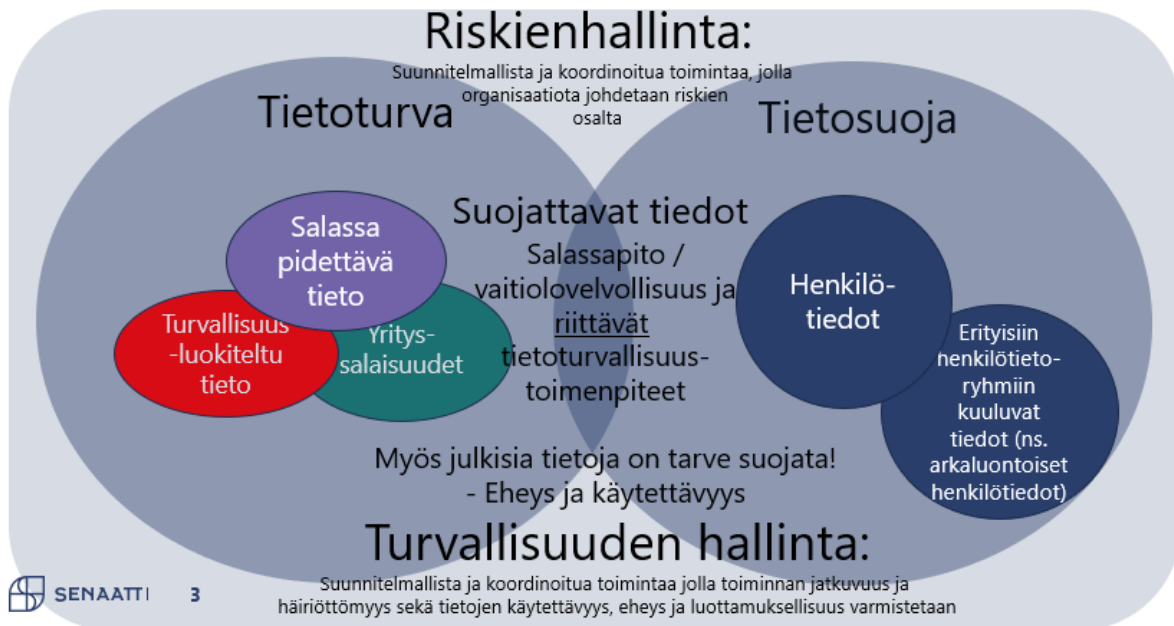 Riskienhallinta:
Suunnitelmallista ja koordinoitua toimintaa, jolla
organisaatiota johdetaan riskien
osalta
Tietoturva
Tietosuoja
Salassa
pidettävä
tieto
Turvallisuus
-luokiteltu
tieto
Yritys-
salaisuudet
Suojattavat tiedot
Salassapito /
vaitiolovelvollisuus ja
riittävät
tietoturvallisuus-
toimenpiteet
Henkilö-
tiedot
Erityisiin
henkilötieto-
ryhmiin
kuuluvat
tiedot (ns.
arkaluontoiset
henkilötiedot)
Myös julkisia tietoja on tarve suojata!
- Eheys ja käytettävyys
Turvallisuuden hallinta:
Suunnitelmallista ja koordinoitua toimintaa jolla toiminnan jatkuvuus ja
häiriöttömyys sekä tietojen käytettävyys, eheys ja luottamuksellisuus varmistetaan
SENAATTI 3